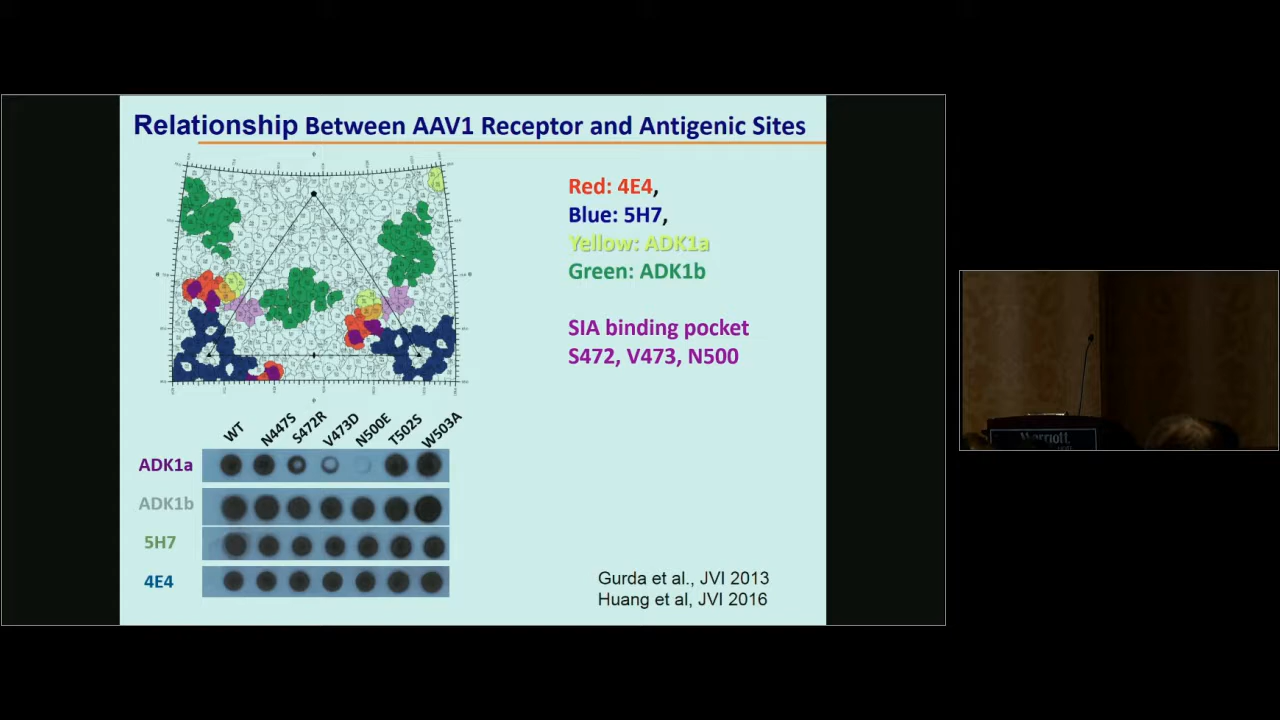 Relationship Between AAV1 Receptor and Antigenic Sites
Red: 4E4,
Blue: 5H7,
Yellow: ADK1a
Green: ADK1b
SIA binding pocket
S472, V473, N500
WT N447S S472R V473D N500E T502S W503A
ADK1a
ADK1b
5H7
4E4
Gurda et al., JVI 2013
Huang et al, JVI 2016
Marriott